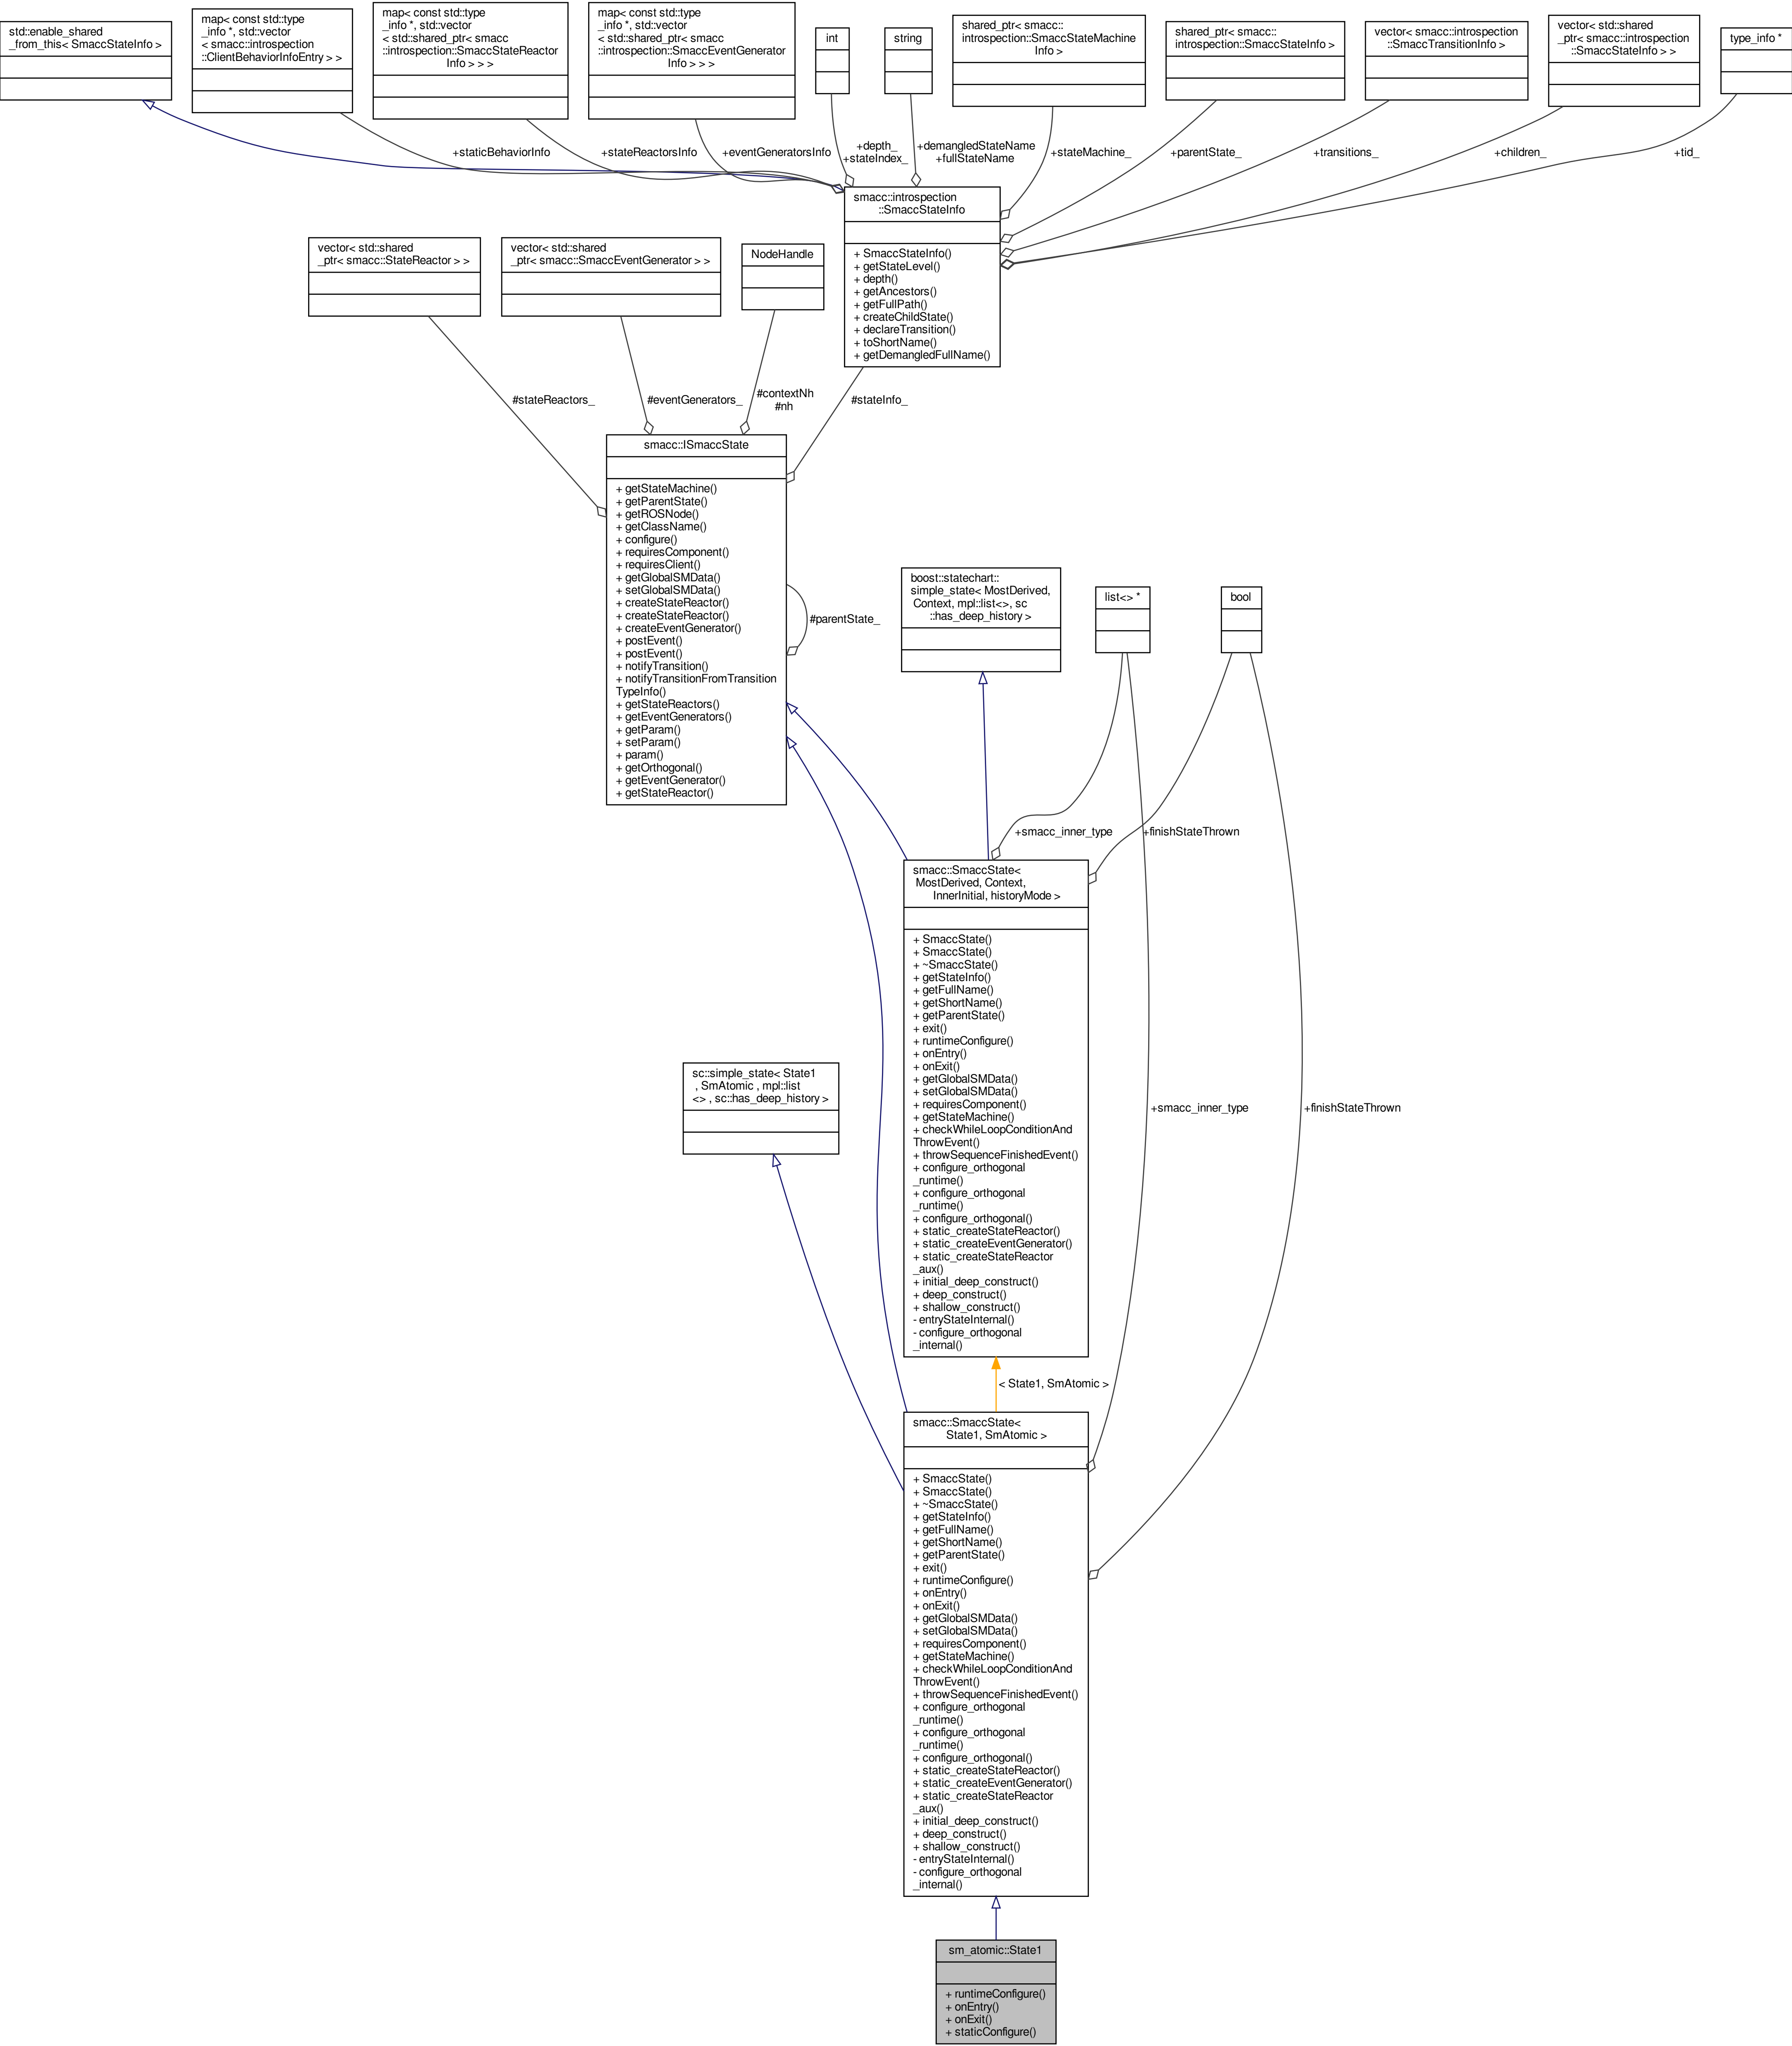 std::enable_shared
_from_this< SmaccStateInfo >
map< const std::type
_info *, std::vector
< smacc::introspection
::ClientBehaviorInfoEntry > >
map< const std::type
_info *, std::vector
< std::shared_ptr< smacc
::introspection::SmaccStateReactor
Info > > >
map< const std::type
_info *, std::vector
< std::shared_ptr< smacc
::introspection::SmaccEventGenerator
Info > > >
int
string
shared_ptr< smacc::
introspection::SmaccStateMachine
Info >
shared_ptr< smacc::
introspection::SmaccStateInfo >
vector< smacc::introspection
::SmaccTransitionInfo >
vector< std::shared
_ptr< smacc::introspection
::SmaccStateInfo > >
type_info *
+staticBehaviorInfo
+stateReactorsInfo
+eventGeneratorsInfo
+depth_
+stateIndex_
+demangledStateName
+fullStateName
+stateMachine_
+parentState_
+transitions_
+children_
+tid_
smacc::introspection
::SmaccStateInfo
+ SmaccStateInfo()
+ getStateLevel()
+ depth()
+ getAncestors()
+ getFullPath()
+ createChildState()
+ declareTransition()
+ toShortName()
+ getDemangledFullName()
vector< std::shared
_ptr< smacc::StateReactor > >
vector< std::shared
_ptr< smacc::SmaccEventGenerator > >
NodeHandle
#stateReactors_
#eventGenerators_
#contextNh
#nh
#stateInfo_
smacc::ISmaccState
+ getStateMachine()
+ getParentState()
+ getROSNode()
+ getClassName()
+ configure()
+ requiresComponent()
+ requiresClient()
+ getGlobalSMData()
+ setGlobalSMData()
+ createStateReactor()
+ createStateReactor()
+ createEventGenerator()
+ postEvent()
+ postEvent()
+ notifyTransition()
+ notifyTransitionFromTransition
TypeInfo()
+ getStateReactors()
+ getEventGenerators()
+ getParam()
+ setParam()
+ param()
+ getOrthogonal()
+ getEventGenerator()
+ getStateReactor()
#parentState_
boost::statechart::
simple_state< MostDerived,
Context, mpl::list<>, sc
::has_deep_history >
list<> *
bool
+smacc_inner_type
+finishStateThrown
smacc::SmaccState<
MostDerived, Context,
InnerInitial, historyMode >
+ SmaccState()
+ SmaccState()
+ ~SmaccState()
+ getStateInfo()
+ getFullName()
+ getShortName()
+ getParentState()
+ exit()
+ runtimeConfigure()
+ onEntry()
+ onExit()
+ getGlobalSMData()
+ setGlobalSMData()
+ requiresComponent()
+ getStateMachine()
+ checkWhileLoopConditionAnd
ThrowEvent()
+ throwSequenceFinishedEvent()
+ configure_orthogonal
_runtime()
+ configure_orthogonal
_runtime()
+ configure_orthogonal()
+ static_createStateReactor()
+ static_createEventGenerator()
+ static_createStateReactor
_aux()
+ initial_deep_construct()
+ deep_construct()
+ shallow_construct()
- entryStateInternal()
- configure_orthogonal
_internal()
sc::simple_state< State1
, SmAtomic , mpl::list
<> , sc::has_deep_history >
+smacc_inner_type
+finishStateThrown
< State1, SmAtomic >
smacc::SmaccState<
State1, SmAtomic >
+ SmaccState()
+ SmaccState()
+ ~SmaccState()
+ getStateInfo()
+ getFullName()
+ getShortName()
+ getParentState()
+ exit()
+ runtimeConfigure()
+ onEntry()
+ onExit()
+ getGlobalSMData()
+ setGlobalSMData()
+ requiresComponent()
+ getStateMachine()
+ checkWhileLoopConditionAnd
ThrowEvent()
+ throwSequenceFinishedEvent()
+ configure_orthogonal
_runtime()
+ configure_orthogonal
_runtime()
+ configure_orthogonal()
+ static_createStateReactor()
+ static_createEventGenerator()
+ static_createStateReactor
_aux()
+ initial_deep_construct()
+ deep_construct()
+ shallow_construct()
- entryStateInternal()
- configure_orthogonal
_internal()
sm_atomic::State1
+ runtimeConfigure()
+ onEntry()
+ onExit()
+ staticConfigure()